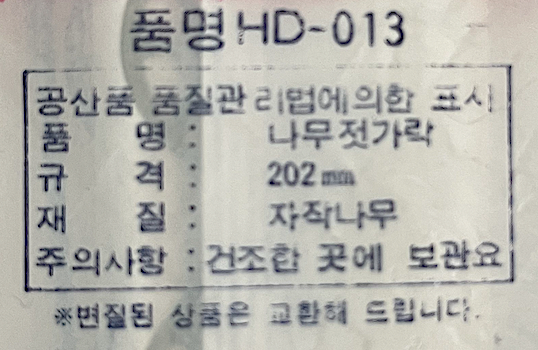 품명 HD-013
공산품 품질관리법에의한 표시
품 명 : 나무젓가락
규 격 : 202mm
재 질 : 자작나무
주의사항 : 건조한 곳에 보관요
※변질된 상품은 교환해 드립니다.